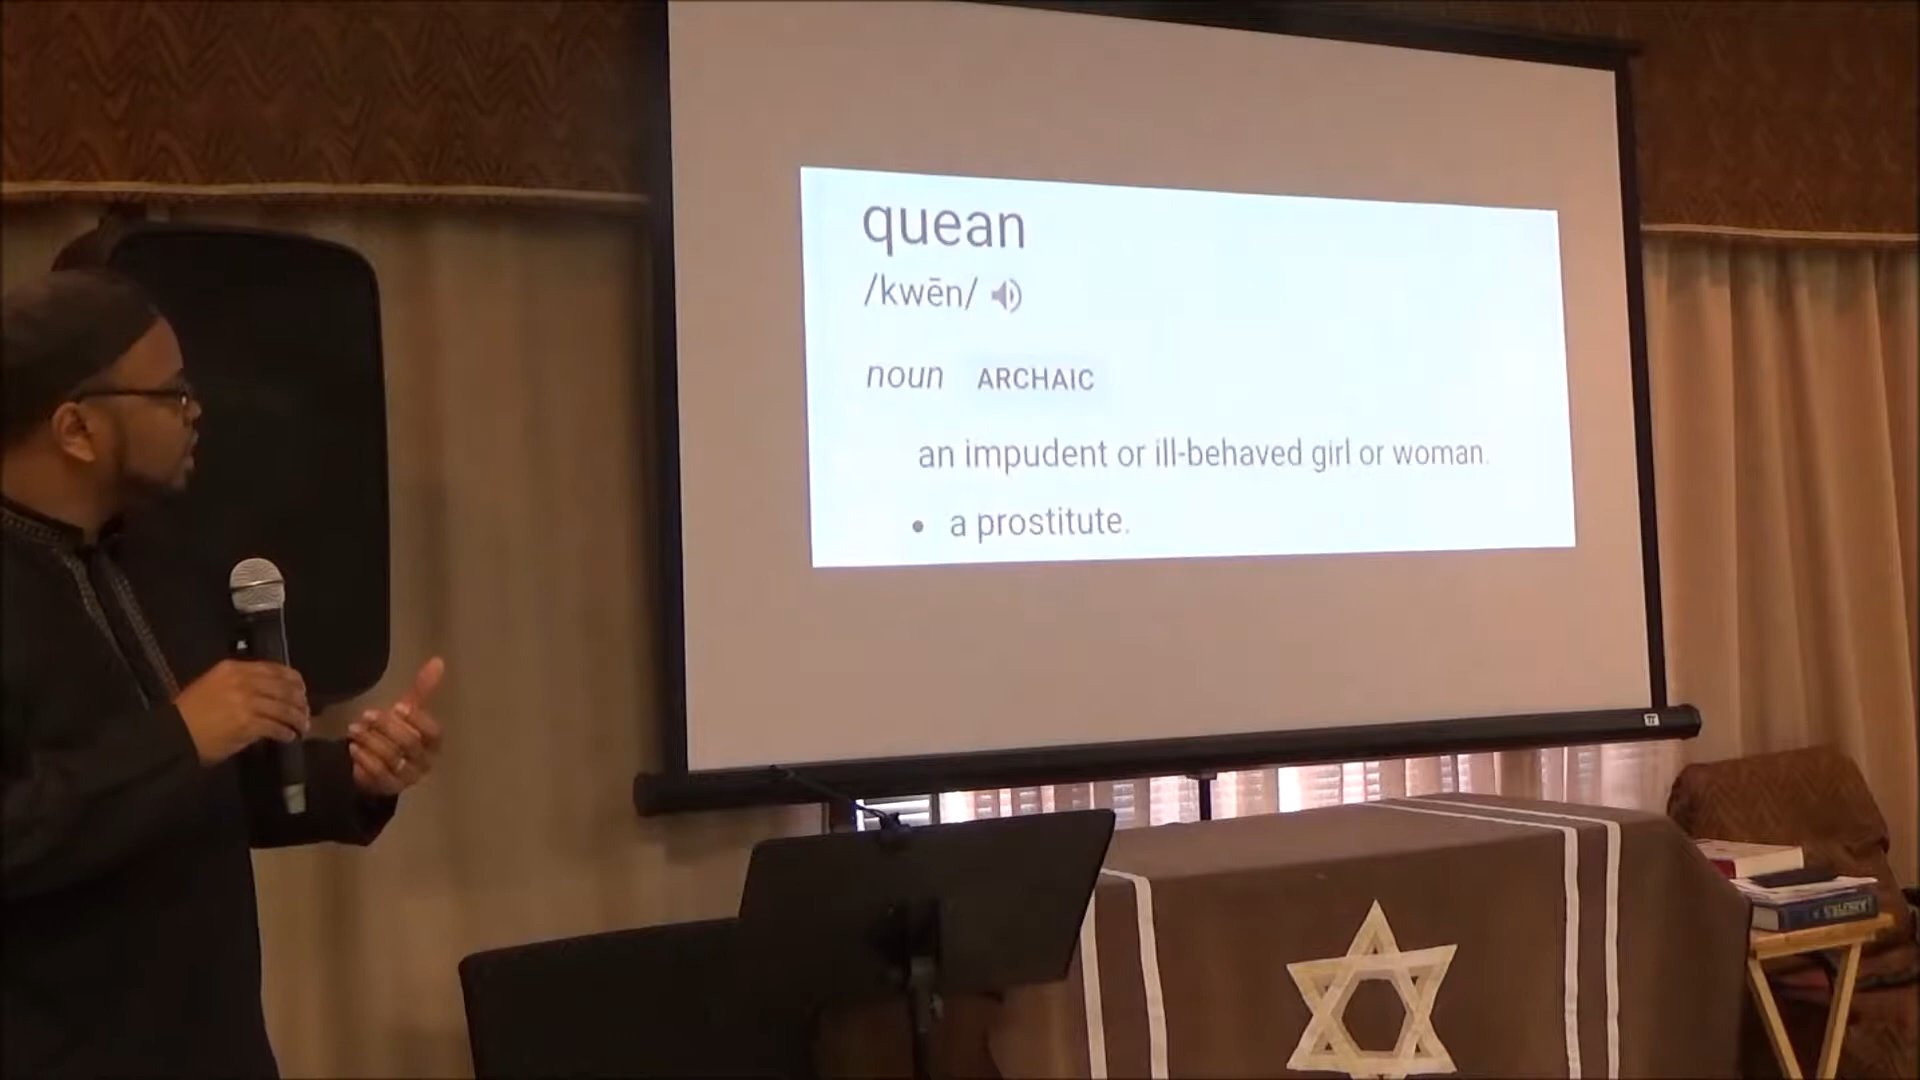 quean
/kwēn/
noun ARCHAIC
an impudent or ill-behaved girl or woman.
• a prostitute.